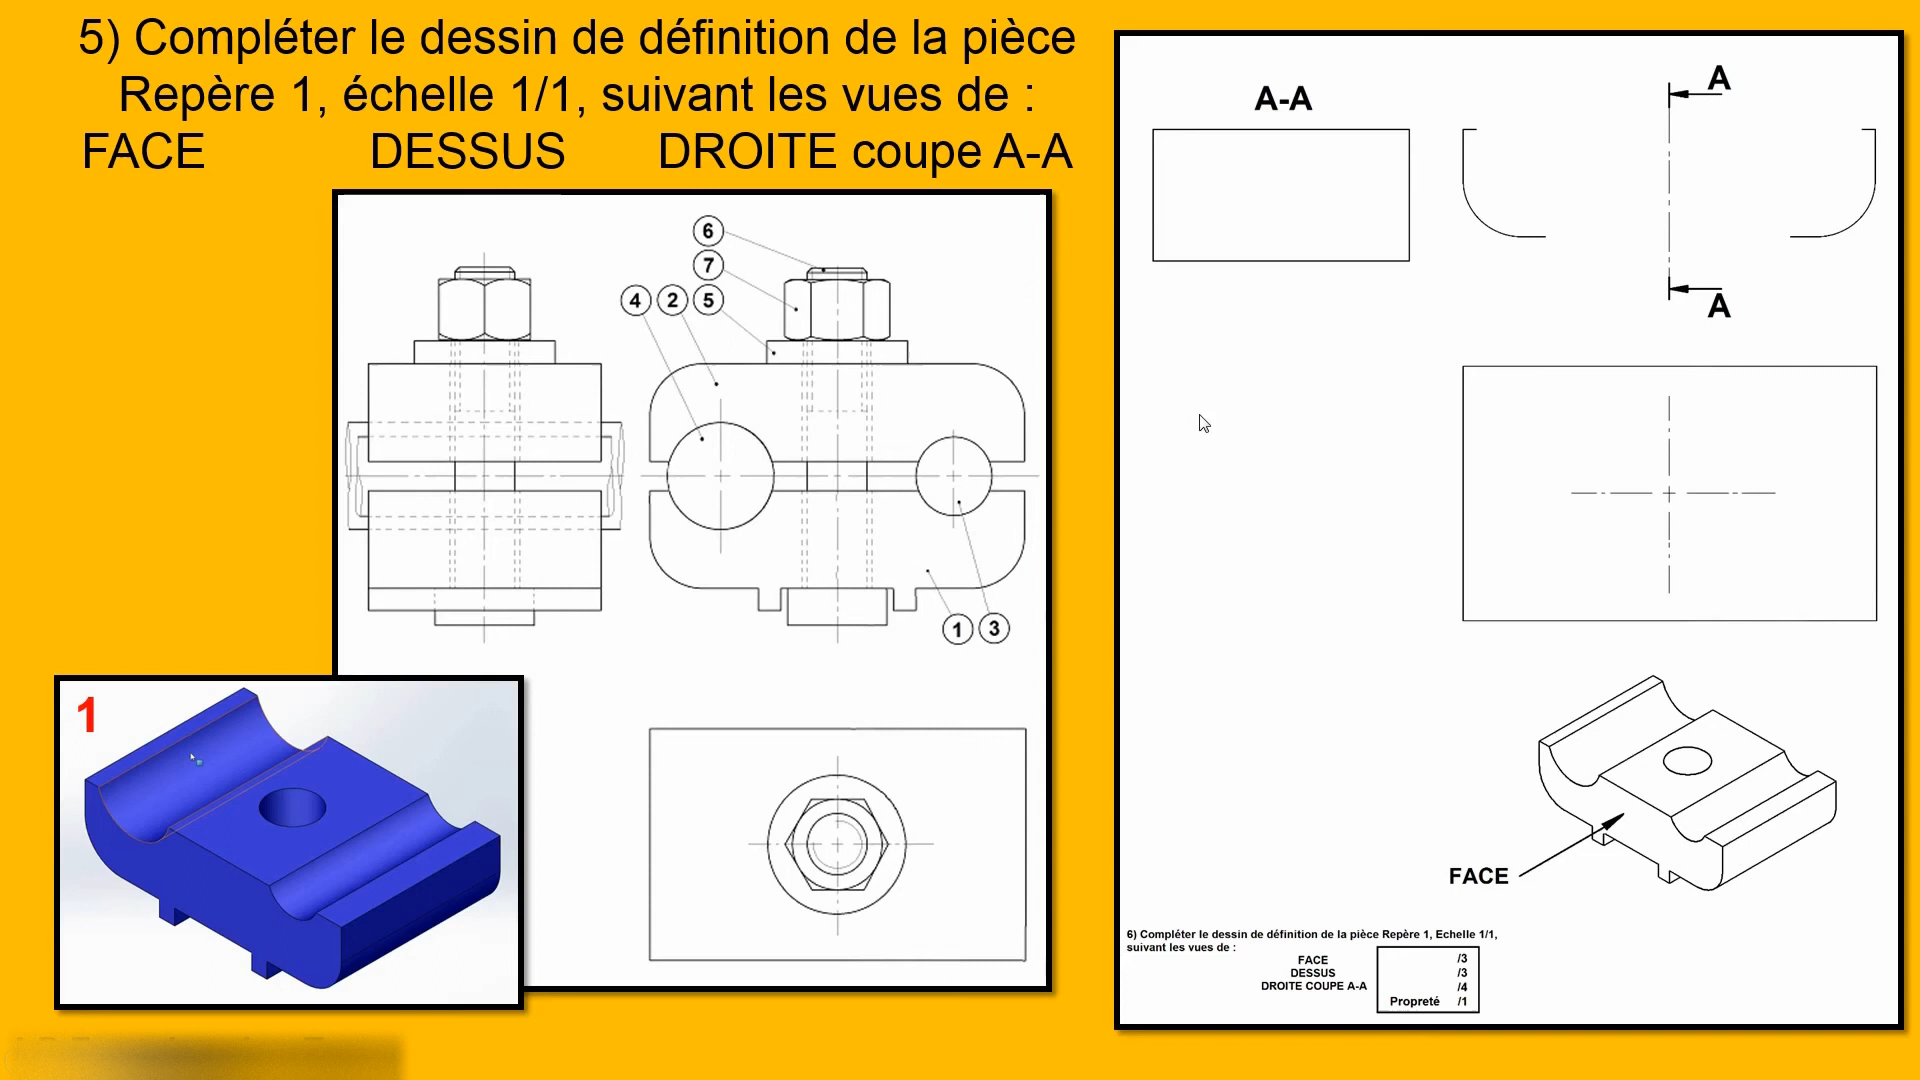 5) Compléter le dessin de définition de la pièce
Repère 1, échelle 1/1, suivant les vues de :
FACE DESSUS DROITE coupe A-A
6
7
4 2 5
1 3
1
A-A
A
A
FACE
6) Compléter le dessin de définition de la pièce Repère 1, Echelle 1/1,
suivant les vues de :
FACE /3
DESSUS /3
DROITE COUPE A-A /4
Propreté /1